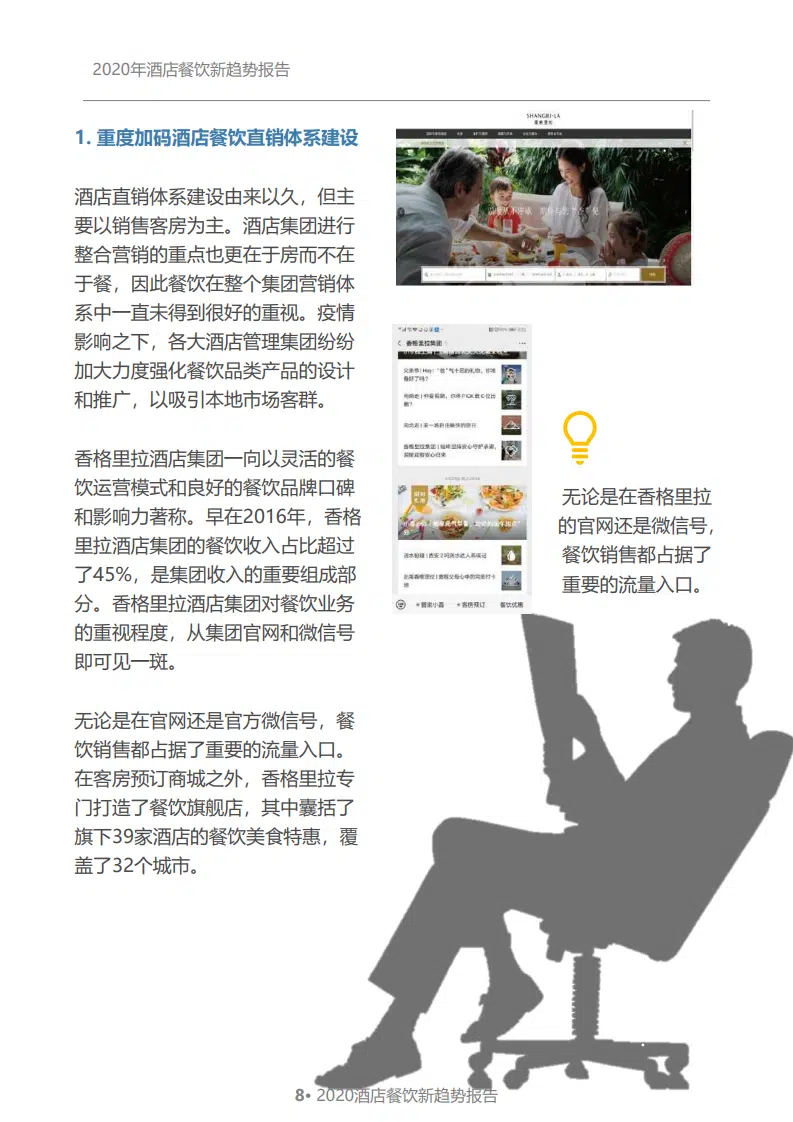 2020年酒店餐饮新趋势报告
1. 重度加码酒店餐饮直销体系建设
酒店直销体系建设由来以久，但主
要以销售客房为主。酒店集团进行
整合营销的重点也更在于房而不在
于餐，因此餐饮在整个集团营销体
系中一直未得到很好的重视。疫情
影响之下，各大酒店管理集团纷纷
加大力度强化餐饮品类产品的设计
和推广，以吸引本地市场客群。
香格里拉酒店集团一向以灵活的餐
饮运营模式和良好的餐饮品牌口碑
和影响力著称。早在2016年，香格
里拉酒店集团的餐饮收入占比超过
了45%，是集团收入的重要组成部
分。香格里拉酒店集团对餐饮业务
的重视程度，从集团官网和微信号
即可见一斑。
无论是在官网还是官方微信号，餐
饮销售都占据了重要的流量入口。
在客房预订商城之外，香格里拉专
门打造了餐饮旗舰店，其中囊括了
旗下39家酒店的餐饮美食特惠，覆
盖了32个城市。
SHANGRI-LA
香格里拉
香格里拉集团
客房预订
餐饮优惠
无论是在香格里拉
的官网还是微信号，
餐饮销售都占据了
重要的流量入口。
8• 2020酒店餐饮新趋势报告